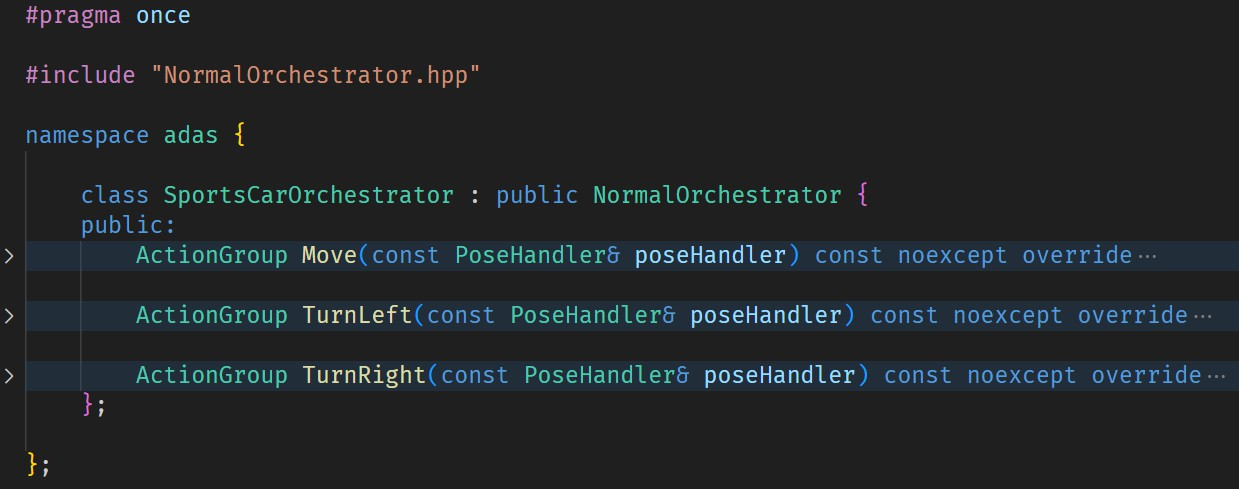 #pragma once
#include "NormalOrchestrator.hpp"
namespace adas {
class SportsCarOrchestrator : public NormalOrchestrator {
public:
ActionGroup Move(const PoseHandler& poseHandler) const noexcept override···
ActionGroup TurnLeft(const PoseHandler& poseHandler) const noexcept override···
ActionGroup TurnRight(const PoseHandler& poseHandler) const noexcept override···
};
};